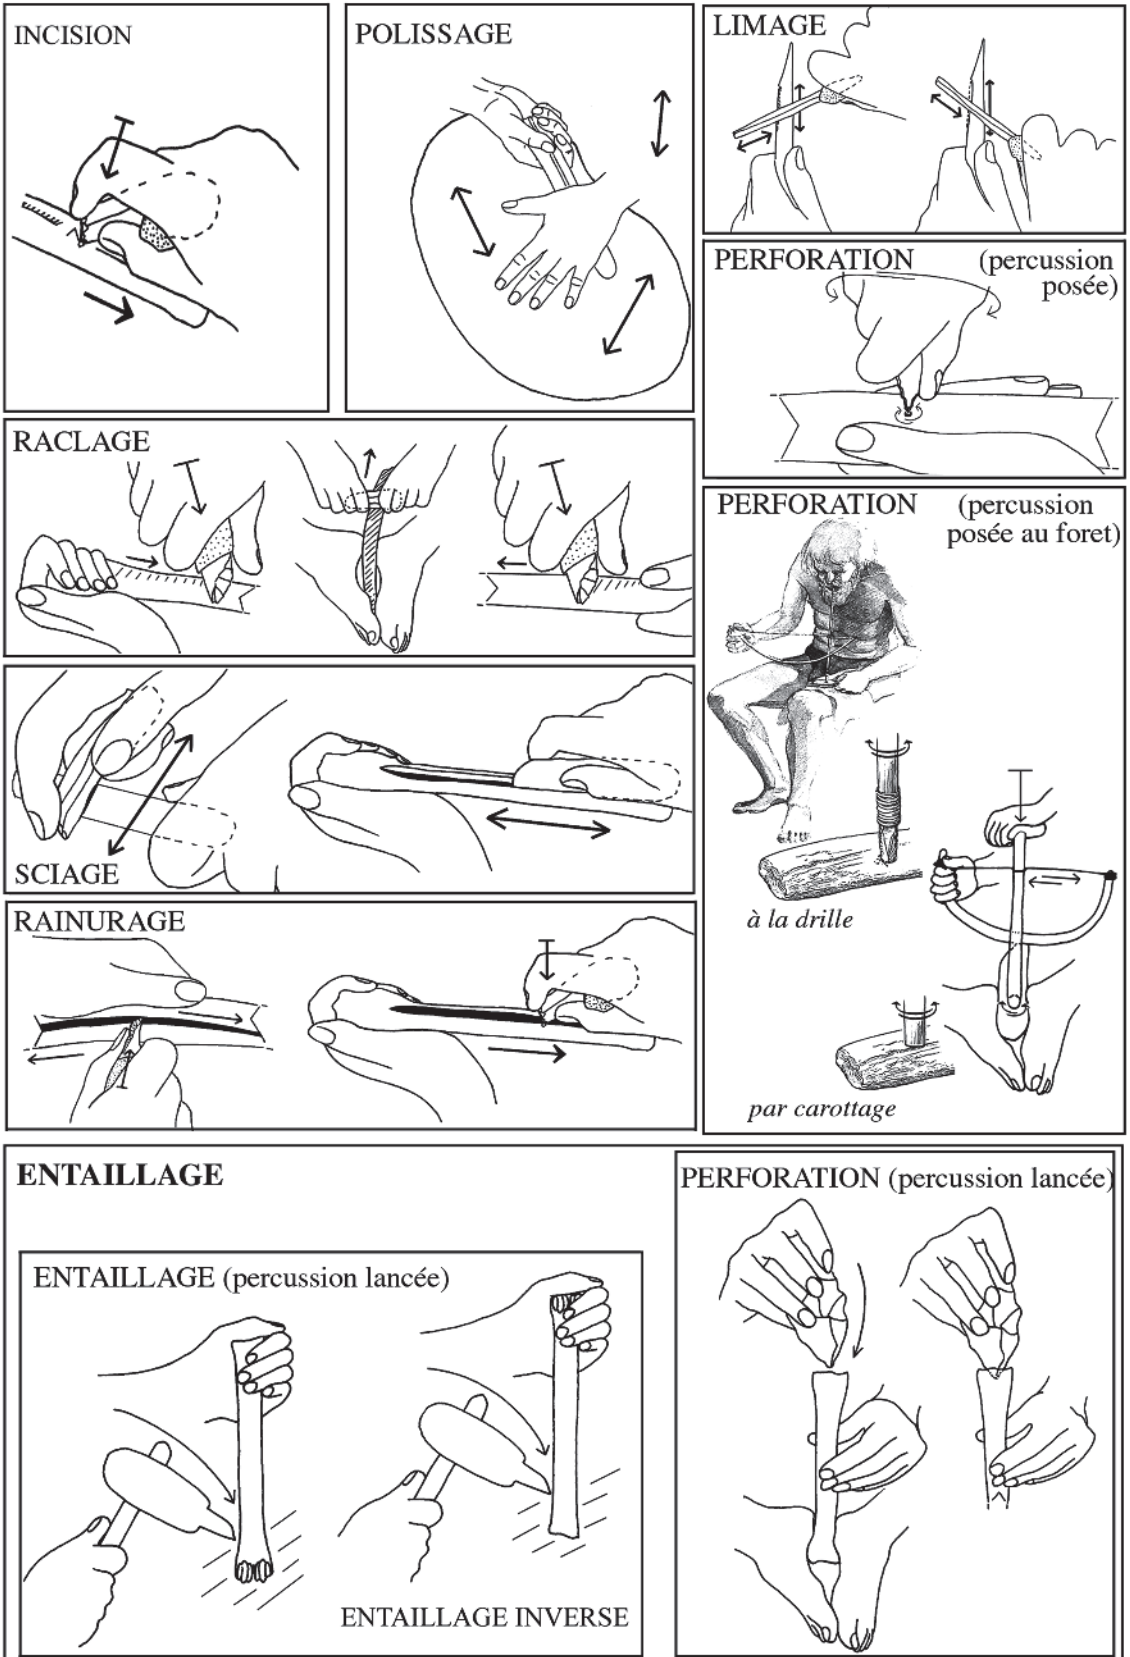 INCISION
POLISSAGE
LIMAGE
PERFORATION (percussion
posée)
RACLAGE
PERFORATION (percussion
posée au foret)
à la drille
par carottage
SCIAGE
RAINURAGE
ENTAILLAGE
ENTAILLAGE (percussion lancée)
ENTAILLAGE INVERSE
PERFORATION (percussion lancée)